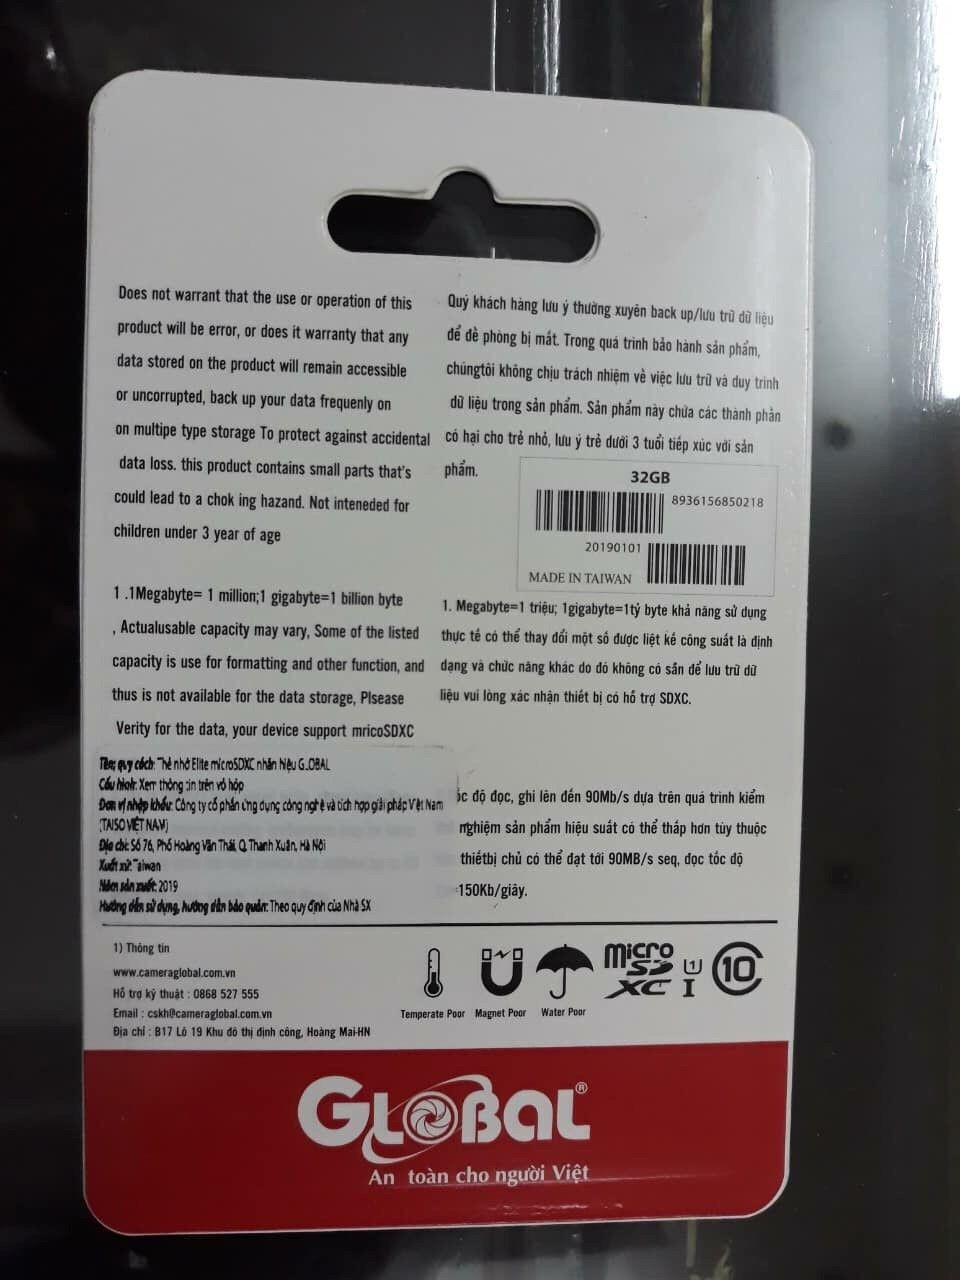 Does not warrant that the use or operation of this
product will be error, or does it warranty that any
data stored on the product will remain accessible
or uncorrupted, back up your data frequenly on
on multipe type storage To protect against accidental
data loss. this product contains small parts that's
could lead to a chok ing hazand. Not inteneded for
children under 3 year of age
Quý khách hàng lưu ý thường xuyên back up/lưu trữ dữ liệu
để đề phòng bị mất. Trong quá trình bảo hành sản phẩm,
chúngtôi không chịu trách nhiệm về việc lưu trữ và duy trình
dữ liệu trong sản phẩm. Sản phẩm này chứa các thành phần
có hại cho trẻ nhỏ, lưu ý trẻ dưới 3 tuổi tiếp xúc với sản
phẩm.
32GB
8936156850218
20190101
MADE IN TAIWAN
1 .1Megabyte= 1 million;1 gigabyte=1 billion byte
, Actualusable capacity may vary, Some of the listed
capacity is use for formatting and other function, and
thus is not available for the data storage, Plsease
Verity for the data, your device support mricoSDXC
1. Megabyte=1 triệu; 1gigabyte=1tỷ byte khả năng sử dụng
thực tế có thể thay đổi một số được liệt kê công suất là định
dạng và chức năng khác do đó không có sẵn để lưu trữ dữ
liệu vui lòng xác nhận thiết bị có hỗ trợ SDXC.
Tên; quy cách: Thẻ nhớ Elite microSDXC nhãn hiệu GLOBAL
Cấu hình: Xem thông tin trên vỏ hộp
Đơn vị nhập khẩu: Công ty cổ phần ứng dụng công nghệ và tích hợp giải pháp Việt Nam
(TAISO VIỆT NAM)
Địa chỉ: Số 76, Phố Hoàng Văn Thái, Q. Thanh Xuân, Hà Nội
Xuất xứ: Taiwan
Năm sản xuất: 2019
Hướng dẫn sử dụng, hướng dẫn bảo quản: Theo quy định của Nhà SX
độ đọc, ghi lên đến 90Mb/s dựa trên quá trình kiểm
nghiệm sản phẩm hiệu suất có thể thấp hơn tùy thuộc
thiếtbị chủ có thể đạt tới 90MB/s seq, đọc tốc độ
=150Kb/giây.
1) Thông tin
www.cameraglobal.com.vn
Hỗ trợ kỹ thuật : 0868 527 555
Email : cskh@cameraglobal.com.vn
Địa chỉ : B17 Lô 19 Khu đô thị định công, Hoàng Mai-HN
Temperate Poor Magnet Poor Water Poor
micro
SD
XC
1
I
10
GLOBAL®
An toàn cho người Việt